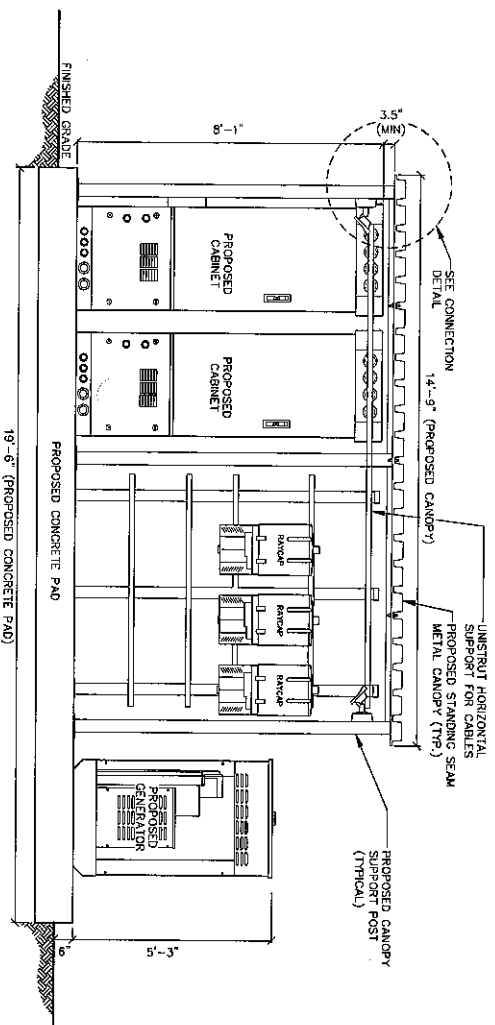 UNISTRUT HORIZONTAL
SUPPORT FOR CABLES
PROPOSED STANDING SEAM
METAL CANOPY (TYP.)
SEE CONNECTION
DETAIL
14'-9" (PROPOSED CANOPY)
PROPOSED CANOPY
SUPPORT POST
(TYPICAL)
3.5"
(MIN)
8'-1"
PROPOSED
CABINET
PROPOSED
CABINET
RAYCAP
RAYCAP
RAYCAP
PROPOSED
GENERATOR
5'-3"
6"
FINISHED GRADE
PROPOSED CONCRETE PAD
19'-6" (PROPOSED CONCRETE PAD)